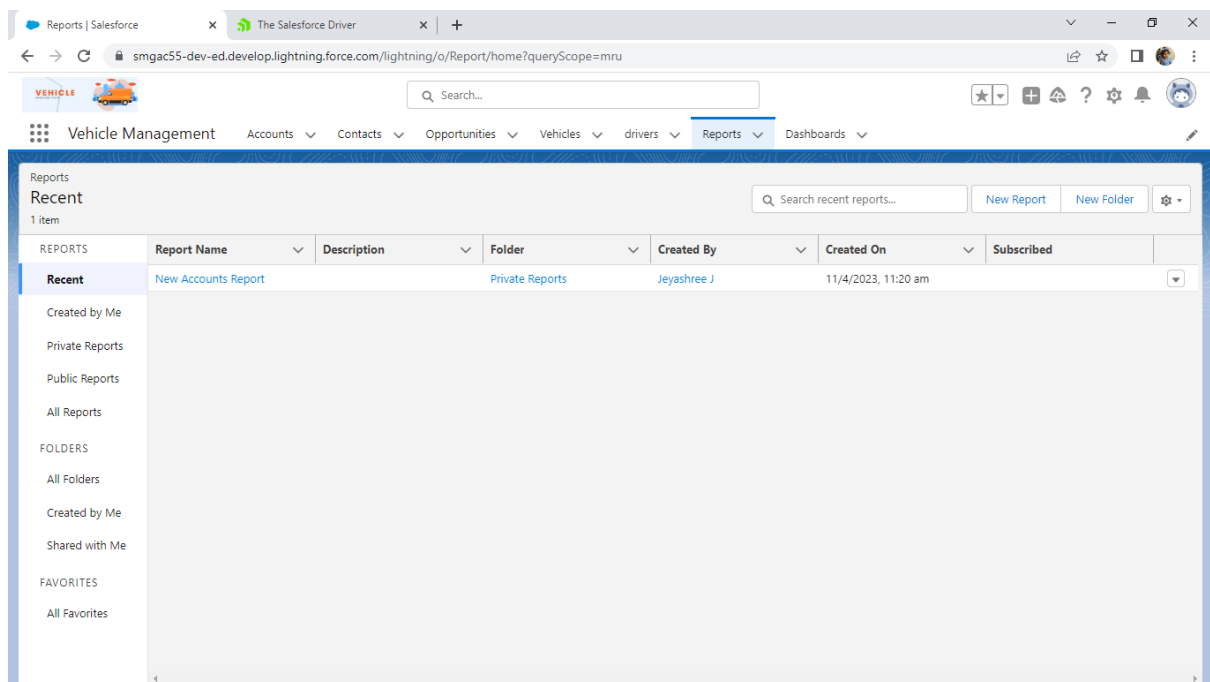 Reports | Salesforce
The Salesforce Driver
smgac55-dev-ed.develop.lightning.force.com/lightning/o/Report/home?queryScope=mru
VEHICLE
Search...
Vehicle Management Accounts Contacts Opportunities Vehicles drivers Reports Dashboards
Reports
Recent
1 item
Search recent reports...
New Report
New Folder
REPORTS
Report Name Description Folder Created By Created On Subscribed
Recent
New Accounts Report Private Reports Jeyashree J 11/4/2023, 11:20 am
Created by Me
Private Reports
Public Reports
All Reports
FOLDERS
All Folders
Created by Me
Shared with Me
FAVORITES
All Favorites